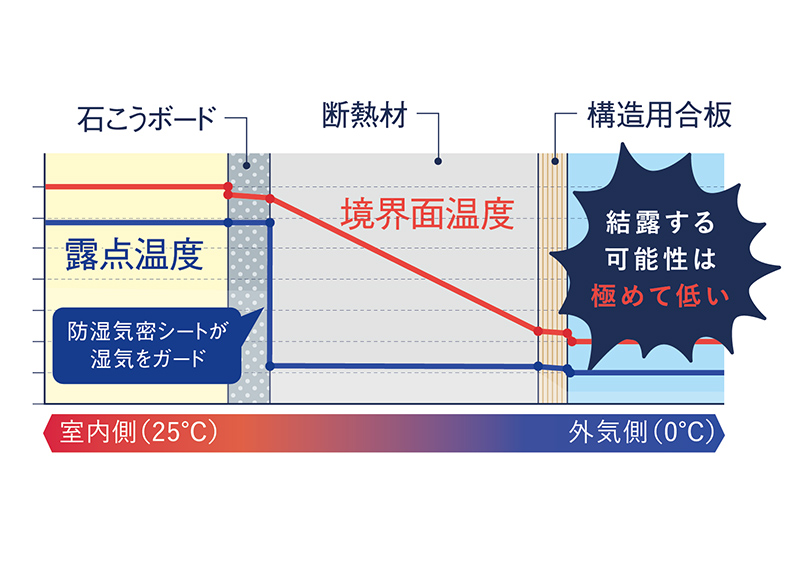 石こうボード
断熱材
構造用合板
境界面温度
露点温度
結露する
可能性は
極めて低い
防湿気密シートが
湿気をガード
室内側(25℃)
外気側(0℃)